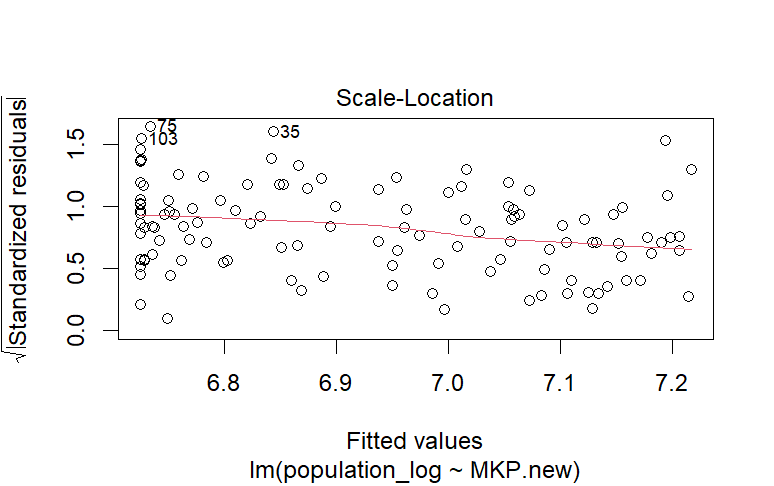 Scale-Location
√|Standardized residuals|
0.0 0.5 1.0 1.5
75
103
35
6.8 6.9 7.0 7.1 7.2
Fitted values
lm(population_log ~ MKP.new)